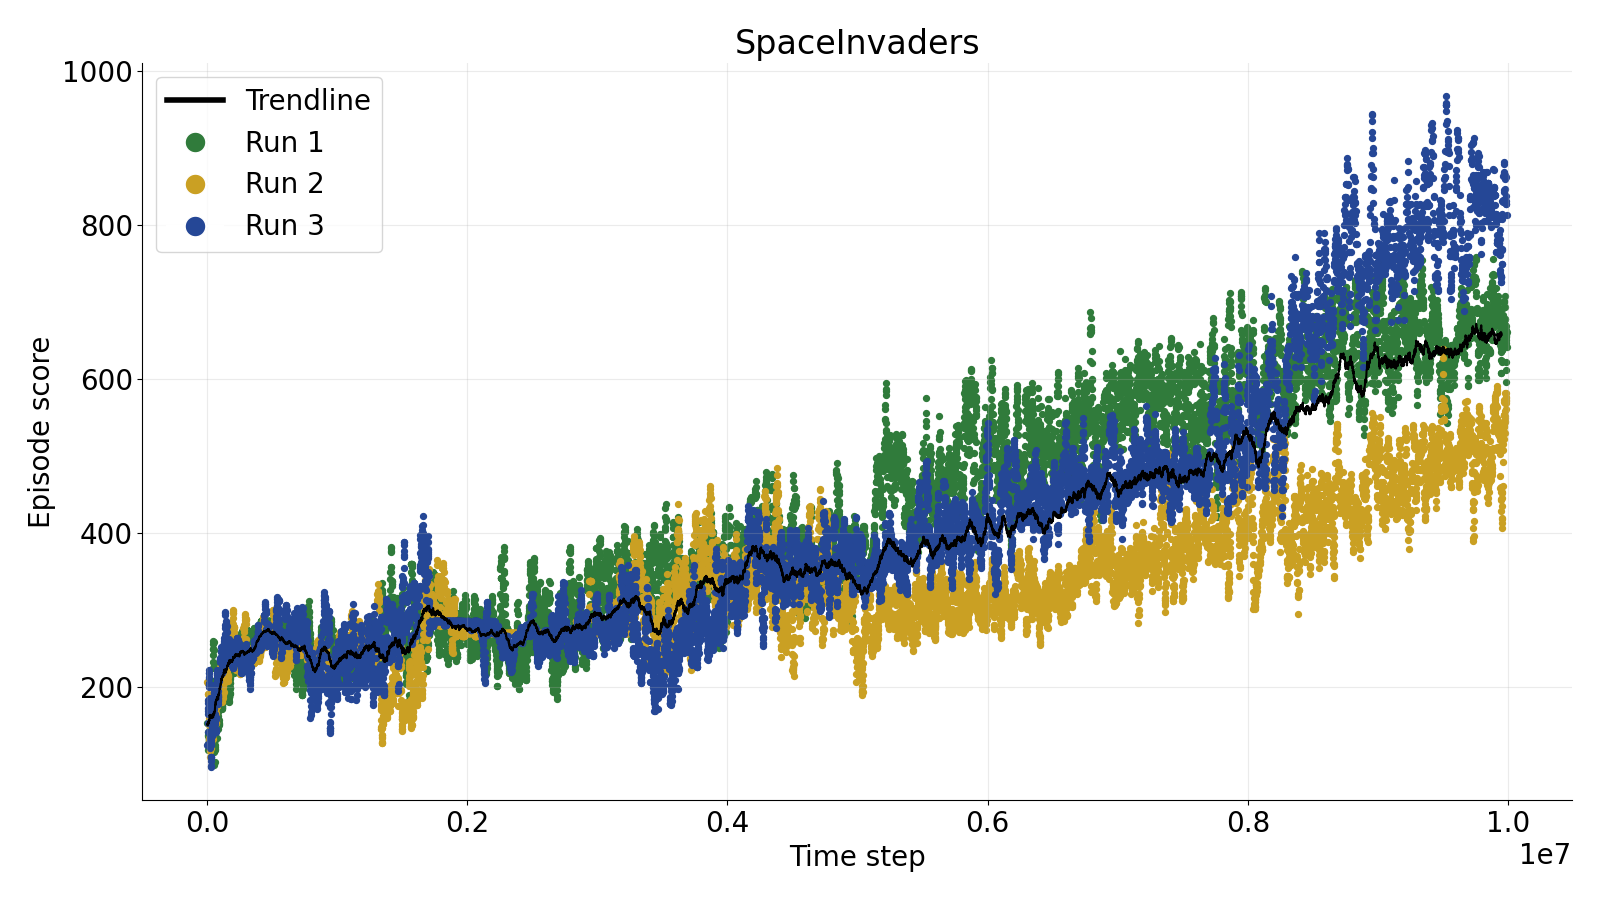 SpaceInvaders
1000
800
600
400
200
Episode score
Trendline
Run 1
Run 2
Run 3
0.0 0.2 0.4 0.6 0.8 1.0
Time step
1e7